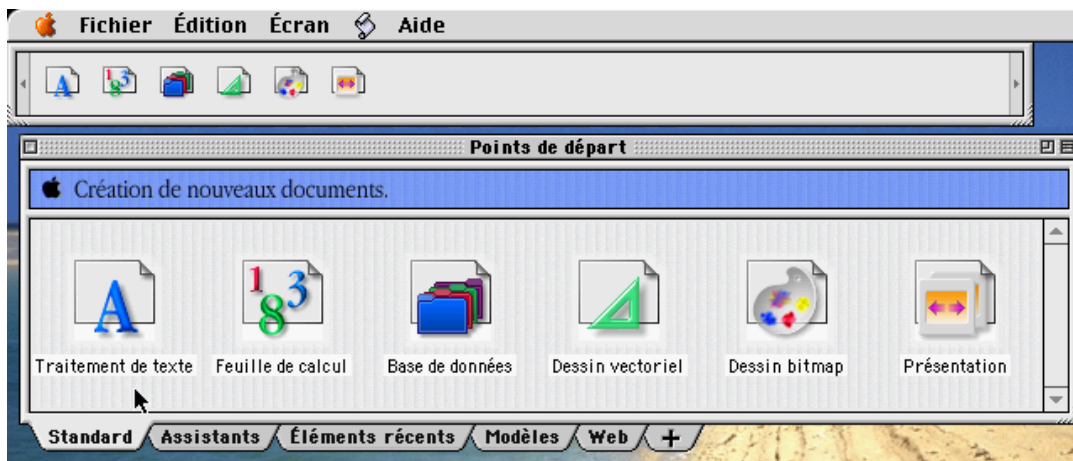 Fichier Édition Écran Aide
Points de départ
Création de nouveaux documents.
Traitement de texte Feuille de calcul Base de données Dessin vectoriel Dessin bitmap Présentation
Standard Assistants Éléments récents Modèles Web +